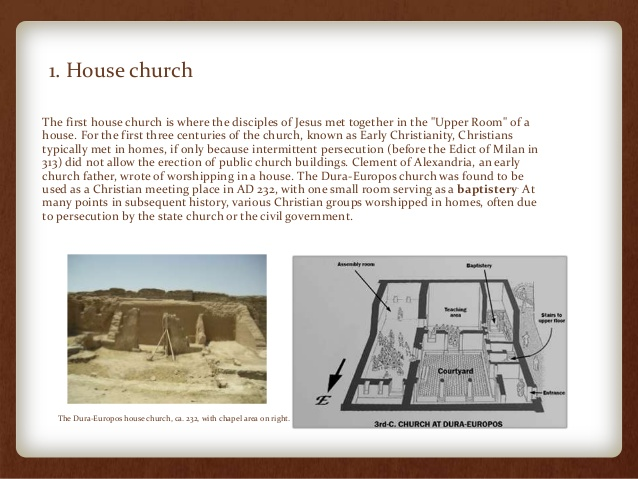 1. House church
The first house church is where the disciples of Jesus met together in the "Upper Room" of a
house. For the first three centuries of the church, known as Early Christianity, Christians
typically met in homes, if only because intermittent persecution (before the Edict of Milan in
313) did not allow the erection of public church buildings. Clement of Alexandria, an early
church father, wrote of worshipping in a house. The Dura-Europos church was found to be
used as a Christian meeting place in AD 232, with one small room serving as a baptistery. At
many points in subsequent history, various Christian groups worshipped in homes, often due
to persecution by the state church or the civil government.
Assembly room
Baptistery
Teaching
area
Stairs to
upper floor
Courtyard
E
Entrance
3rd-C. CHURCH AT DURA-EUROPOS
The Dura-Europos house church, ca. 232, with chapel area on right.